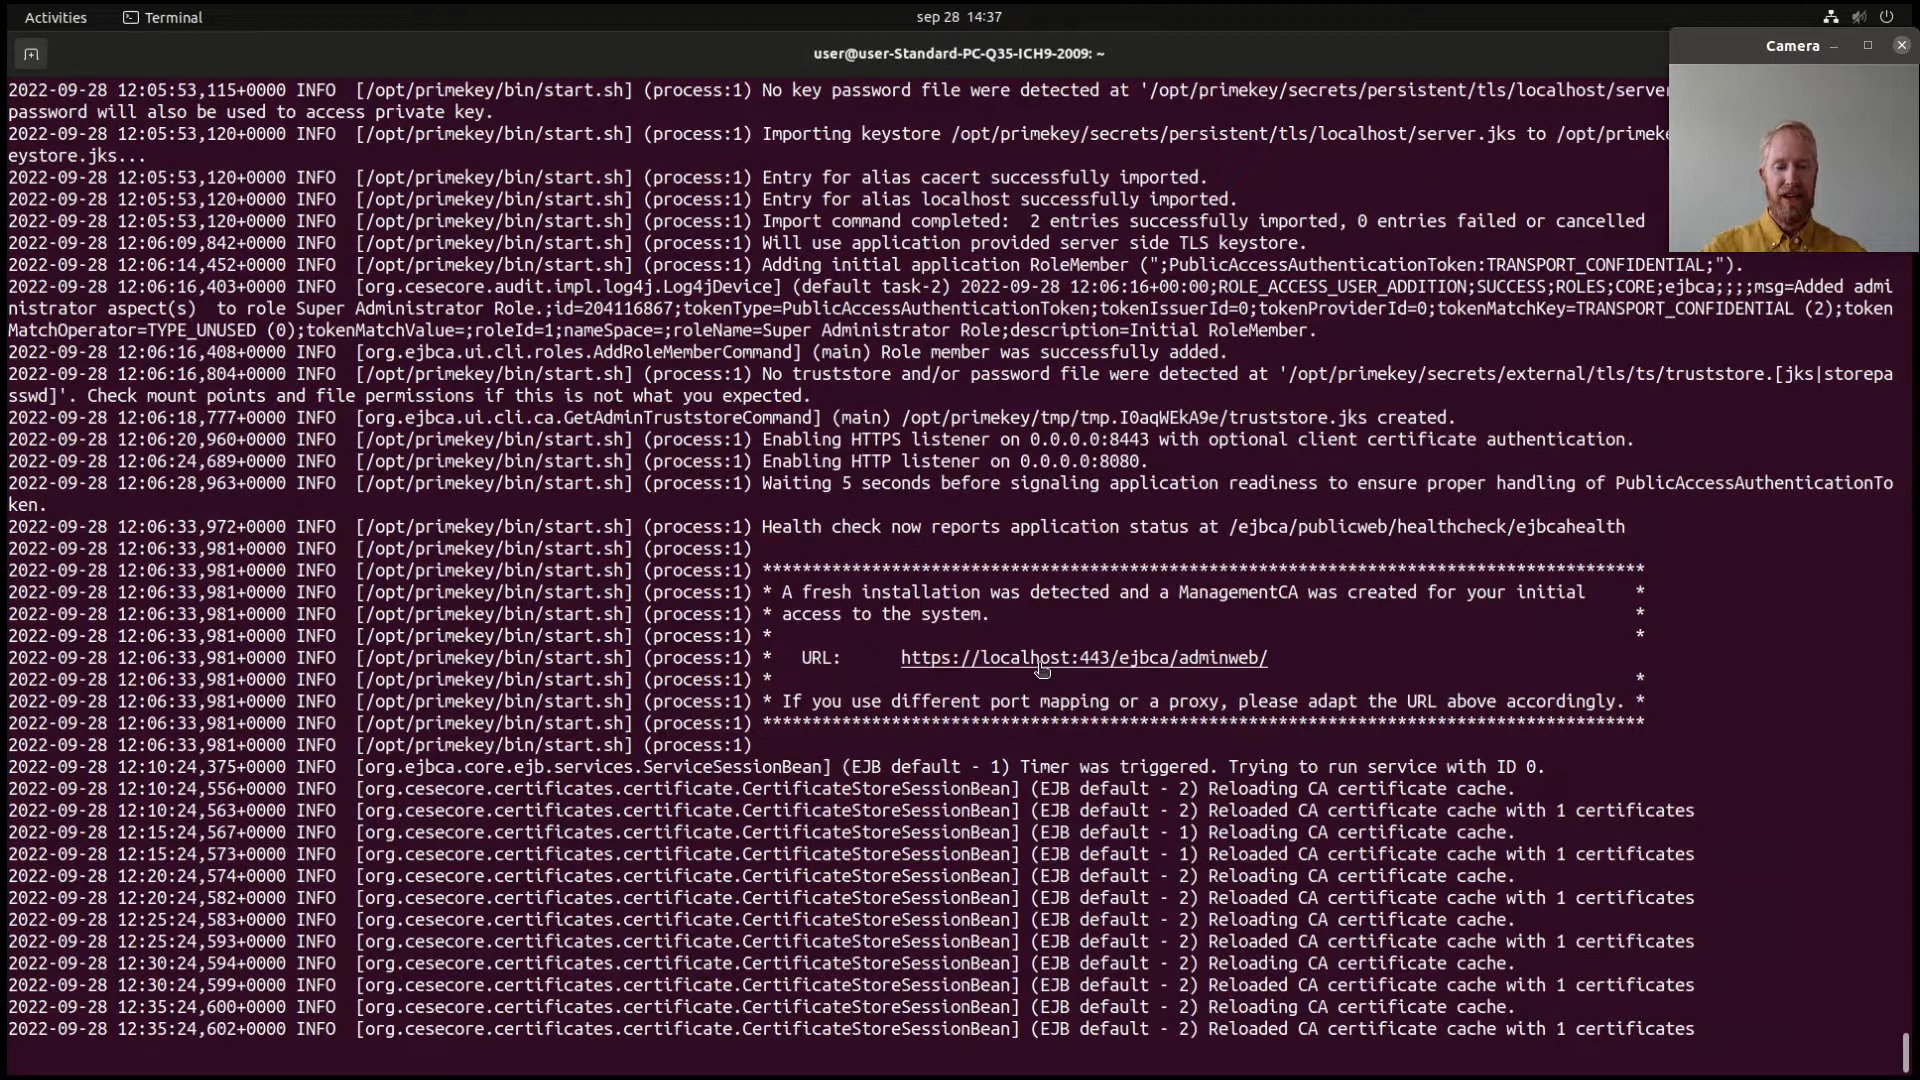 Activities Terminal sep 28 14:37
user@user-Standard-PC-Q35-ICH9-2009: ~
Camera
2022-09-28 12:05:53,115+0000 INFO [/opt/primekey/bin/start.sh] (process:1) No key password file were detected at '/opt/primekey/secrets/persistent/tls/localhost/serve
password will also be used to access private key.
2022-09-28 12:05:53,120+0000 INFO [/opt/primekey/bin/start.sh] (process:1) Importing keystore /opt/primekey/secrets/persistent/tls/localhost/server.jks to /opt/primek
eystore.jks...
2022-09-28 12:05:53,120+0000 INFO [/opt/primekey/bin/start.sh] (process:1) Entry for alias cacert successfully imported.
2022-09-28 12:05:53,120+0000 INFO [/opt/primekey/bin/start.sh] (process:1) Entry for alias localhost successfully imported.
2022-09-28 12:05:53,120+0000 INFO [/opt/primekey/bin/start.sh] (process:1) Import command completed: 2 entries successfully imported, 0 entries failed or cancelled
2022-09-28 12:06:09,842+0000 INFO [/opt/primekey/bin/start.sh] (process:1) Will use application provided server side TLS keystore.
2022-09-28 12:06:14,452+0000 INFO [/opt/primekey/bin/start.sh] (process:1) Adding initial application RoleMember (";PublicAccessAuthenticationToken:TRANSPORT_CONFIDENTIAL;").
2022-09-28 12:06:16,403+0000 INFO [org.cesecore.audit.impl.log4j.Log4jDevice] (default task-2) 2022-09-28 12:06:16+00:00;ROLE_ACCESS_USER_ADDITION;SUCCESS;ROLES;CORE;ejbca;;;;msg=Added admi
nistrator aspect(s) to role Super Administrator Role.;id=204116867;tokenType=PublicAccessAuthenticationToken;tokenIssuerId=0;tokenProviderId=0;tokenMatchKey=TRANSPORT_CONFIDENTIAL (2);token
MatchOperator=TYPE_UNUSED (0);tokenMatchValue=;roleId=1;nameSpace=;roleName=Super Administrator Role;description=Initial RoleMember.
2022-09-28 12:06:16,408+0000 INFO [org.ejbca.ui.cli.roles.AddRoleMemberCommand] (main) Role member was successfully added.
2022-09-28 12:06:16,804+0000 INFO [/opt/primekey/bin/start.sh] (process:1) No truststore and/or password file were detected at '/opt/primekey/secrets/external/tls/ts/truststore.[jks|storepa
sswd]'. Check mount points and file permissions if this is not what you expected.
2022-09-28 12:06:18,777+0000 INFO [org.ejbca.ui.cli.ca.GetAdminTruststoreCommand] (main) /opt/primekey/tmp/tmp.I0aqWEkA9e/truststore.jks created.
2022-09-28 12:06:20,960+0000 INFO [/opt/primekey/bin/start.sh] (process:1) Enabling HTTPS listener on 0.0.0.0:8443 with optional client certificate authentication.
2022-09-28 12:06:24,689+0000 INFO [/opt/primekey/bin/start.sh] (process:1) Enabling HTTP listener on 0.0.0.0:8080.
2022-09-28 12:06:28,963+0000 INFO [/opt/primekey/bin/start.sh] (process:1) Waiting 5 seconds before signaling application readiness to ensure proper handling of PublicAccessAuthenticationTo
ken.
2022-09-28 12:06:33,972+0000 INFO [/opt/primekey/bin/start.sh] (process:1) Health check now reports application status at /ejbca/publicweb/healthcheck/ejbcahealth
2022-09-28 12:06:33,981+0000 INFO [/opt/primekey/bin/start.sh] (process:1)
2022-09-28 12:06:33,981+0000 INFO [/opt/primekey/bin/start.sh] (process:1) *****************************************************************************************
2022-09-28 12:06:33,981+0000 INFO [/opt/primekey/bin/start.sh] (process:1) * A fresh installation was detected and a ManagementCA was created for your initial *
2022-09-28 12:06:33,981+0000 INFO [/opt/primekey/bin/start.sh] (process:1) * access to the system. *
2022-09-28 12:06:33,981+0000 INFO [/opt/primekey/bin/start.sh] (process:1) * *
2022-09-28 12:06:33,981+0000 INFO [/opt/primekey/bin/start.sh] (process:1) * URL: https://localhost:443/ejbca/adminweb/
2022-09-28 12:06:33,981+0000 INFO [/opt/primekey/bin/start.sh] (process:1) * *
2022-09-28 12:06:33,981+0000 INFO [/opt/primekey/bin/start.sh] (process:1) * If you use different port mapping or a proxy, please adapt the URL above accordingly. *
2022-09-28 12:06:33,981+0000 INFO [/opt/primekey/bin/start.sh] (process:1) *****************************************************************************************
2022-09-28 12:06:33,981+0000 INFO [/opt/primekey/bin/start.sh] (process:1)
2022-09-28 12:10:24,375+0000 INFO [org.ejbca.core.ejb.services.ServiceSessionBean] (EJB default - 1) Timer was triggered. Trying to run service with ID 0.
2022-09-28 12:10:24,556+0000 INFO [org.cesecore.certificates.certificate.CertificateStoreSessionBean] (EJB default - 2) Reloading CA certificate cache.
2022-09-28 12:10:24,563+0000 INFO [org.cesecore.certificates.certificate.CertificateStoreSessionBean] (EJB default - 2) Reloaded CA certificate cache with 1 certificates
2022-09-28 12:15:24,567+0000 INFO [org.cesecore.certificates.certificate.CertificateStoreSessionBean] (EJB default - 1) Reloading CA certificate cache.
2022-09-28 12:15:24,573+0000 INFO [org.cesecore.certificates.certificate.CertificateStoreSessionBean] (EJB default - 1) Reloaded CA certificate cache with 1 certificates
2022-09-28 12:20:24,574+0000 INFO [org.cesecore.certificates.certificate.CertificateStoreSessionBean] (EJB default - 2) Reloading CA certificate cache.
2022-09-28 12:20:24,582+0000 INFO [org.cesecore.certificates.certificate.CertificateStoreSessionBean] (EJB default - 2) Reloaded CA certificate cache with 1 certificates
2022-09-28 12:25:24,583+0000 INFO [org.cesecore.certificates.certificate.CertificateStoreSessionBean] (EJB default - 2) Reloading CA certificate cache.
2022-09-28 12:25:24,593+0000 INFO [org.cesecore.certificates.certificate.CertificateStoreSessionBean] (EJB default - 2) Reloaded CA certificate cache with 1 certificates
2022-09-28 12:30:24,594+0000 INFO [org.cesecore.certificates.certificate.CertificateStoreSessionBean] (EJB default - 2) Reloading CA certificate cache.
2022-09-28 12:30:24,599+0000 INFO [org.cesecore.certificates.certificate.CertificateStoreSessionBean] (EJB default - 2) Reloaded CA certificate cache with 1 certificates
2022-09-28 12:35:24,600+0000 INFO [org.cesecore.certificates.certificate.CertificateStoreSessionBean] (EJB default - 2) Reloading CA certificate cache.
2022-09-28 12:35:24,602+0000 INFO [org.cesecore.certificates.certificate.CertificateStoreSessionBean] (EJB default - 2) Reloaded CA certificate cache with 1 certificates